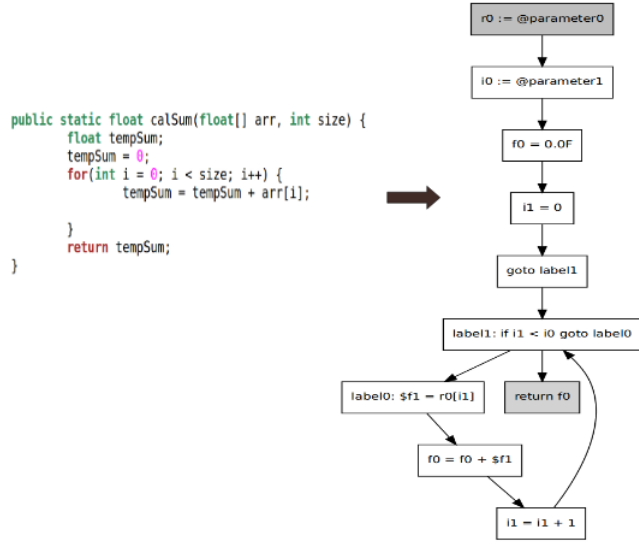 public static float calSum(float[] arr, int size) {
float tempSum;
tempSum = 0;
for(int i = 0; i < size; i++) {
tempSum = tempSum + arr[i];
}
return tempSum;
}
r0 := @parameter0
i0 := @parameter1
f0 = 0.0F
i1 = 0
goto label1
label1: if i1 < i0 goto label0
label0: $f1 = r0[i1]
return f0
f0 = f0 + $f1
i1 = i1 + 1